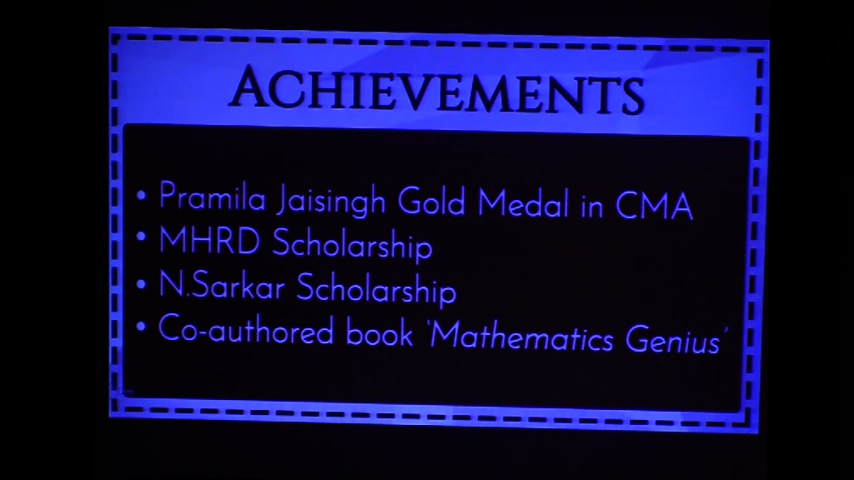 ACHIEVEMENTS
• Pramila Jaisingh Gold Medal in CMA
• MHRD Scholarship
• N.Sarkar Scholarship
• Co-authored book 'Mathematics Genius'